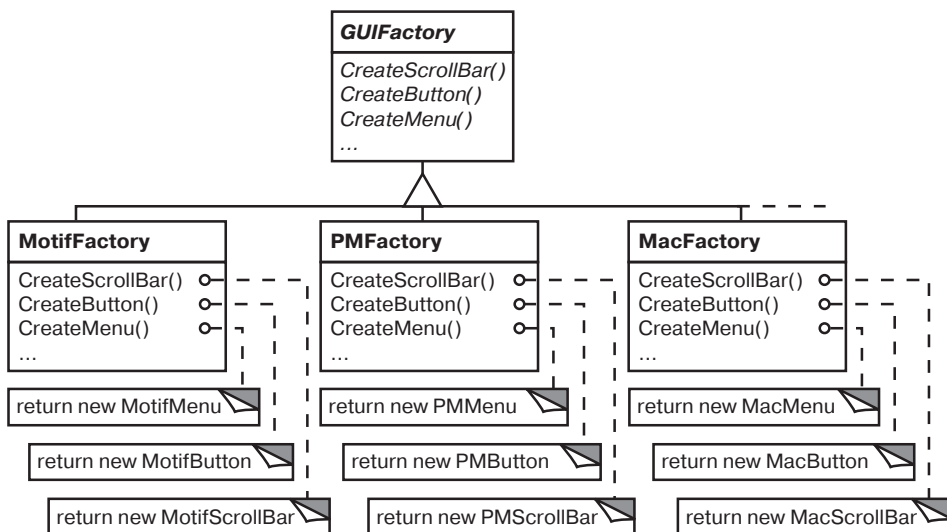 GUIFactory
CreateScrollBar()
CreateButton()
CreateMenu()
...
MotifFactory
CreateScrollBar()
CreateButton()
CreateMenu()
...
return new MotifMenu
return new MotifButton
return new MotifScrollBar
PMFactory
CreateScrollBar()
CreateButton()
CreateMenu()
...
return new PMMenu
return new PMButton
return new PMScrollBar
MacFactory
CreateScrollBar()
CreateButton()
CreateMenu()
...
return new MacMenu
return new MacButton
return new MacScrollBar